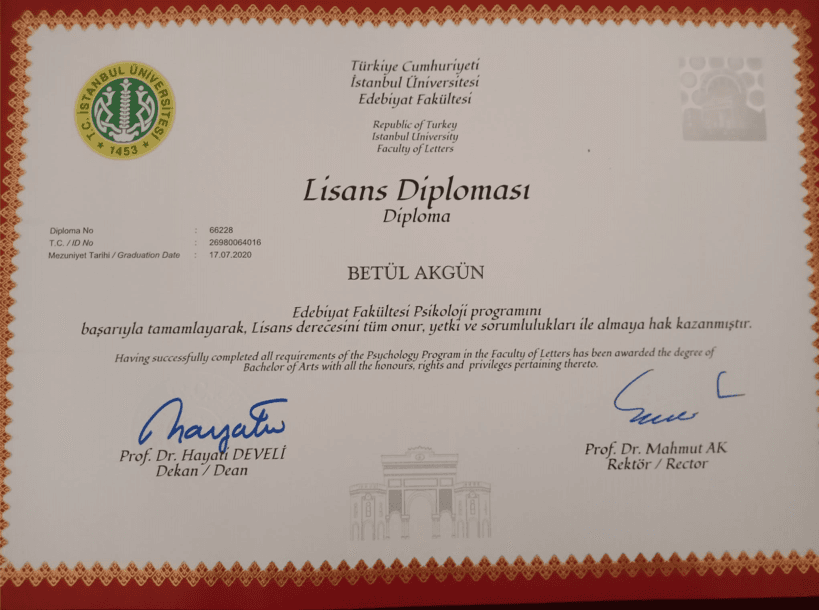 T.C. İSTANBUL ÜNİVERSİTESİ
★ 1453 ★
Türkiye Cumhuriyeti
İstanbul Üniversitesi
Edebiyat Fakültesi
Republic of Turkey
Istanbul University
Faculty of Letters
Lisans Diploması
Diploma
Diploma No : 66228
T.C. / ID No : 26980064016
Mezuniyet Tarihi / Graduation Date : 17.07.2020
BETÜL AKGÜN
Edebiyat Fakültesi Psikoloji programını
başarıyla tamamlayarak, Lisans derecesini tüm onur, yetki ve sorumlulukları ile almaya hak kazanmıştır.
Having successfully completed all requirements of the Psychology Program in the Faculty of Letters has been awarded the degree of
Bachelor of Arts with all the honours, rights and privileges pertaining thereto.
Prof. Dr. Hayati DEVELİ
Dekan / Dean
Prof. Dr. Mahmut AK
Rektör / Rector